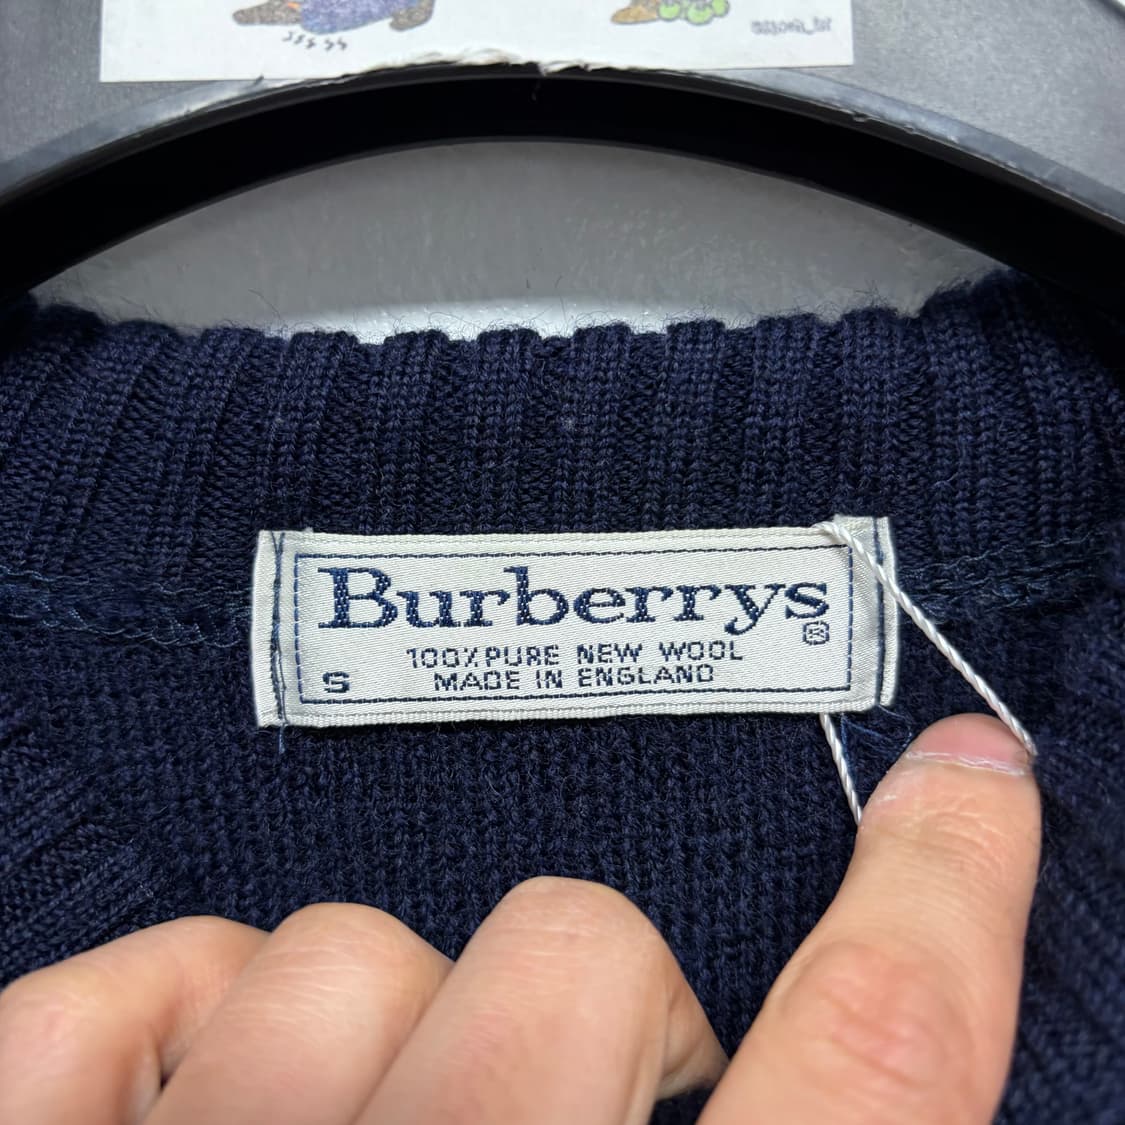 Burberrys
®
100% PURE NEW WOOL
S MADE IN ENGLAND